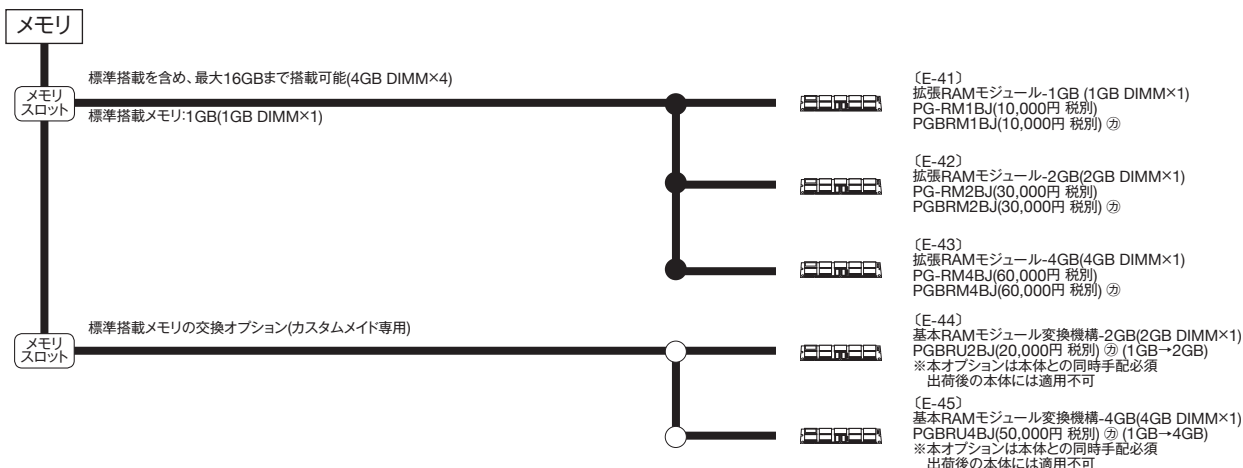 メモリ
メモリ
スロット
標準搭載を含め、最大16GBまで搭載可能(4GB DIMM×4)
標準搭載メモリ:1GB(1GB DIMM×1)
〔E-41〕
拡張RAMモジュール-1GB (1GB DIMM×1)
PG-RM1BJ(10,000円 税別)
PGBRM1BJ(10,000円 税別) ㋕
〔E-42〕
拡張RAMモジュール-2GB(2GB DIMM×1)
PG-RM2BJ(30,000円 税別)
PGBRM2BJ(30,000円 税別) ㋕
〔E-43〕
拡張RAMモジュール-4GB(4GB DIMM×1)
PG-RM4BJ(60,000円 税別)
PGBRM4BJ(60,000円 税別) ㋕
メモリ
スロット
標準搭載メモリの交換オプション(カスタムメイド専用)
〔E-44〕
基本RAMモジュール変換機構-2GB(2GB DIMM×1)
PGBRU2BJ(20,000円 税別) ㋕ (1GB→2GB)
※本オプションは本体との同時手配必須
出荷後の本体には適用不可
〔E-45〕
基本RAMモジュール変換機構-4GB(4GB DIMM×1)
PGBRU4BJ(50,000円 税別) ㋕ (1GB→4GB)
※本オプションは本体との同時手配必須
出荷後の本体には適用不可